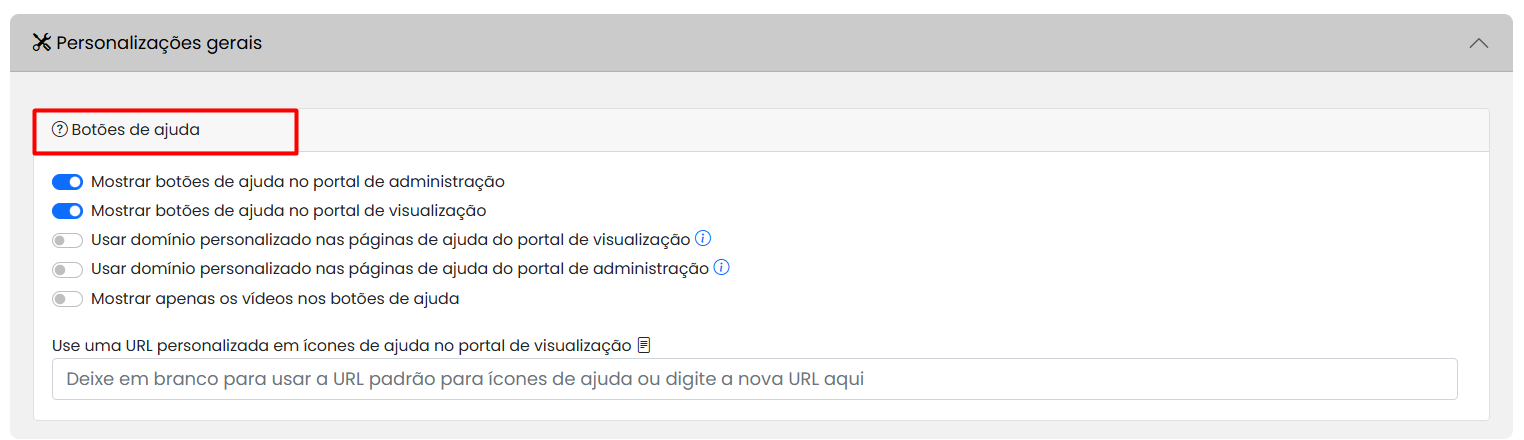 Personalizações gerais
Botões de ajuda
Mostrar botões de ajuda no portal de administração
Mostrar botões de ajuda no portal de visualização
Usar domínio personalizado nas páginas de ajuda do portal de visualização
Usar domínio personalizado nas páginas de ajuda do portal de administração
Mostrar apenas os vídeos nos botões de ajuda
Use uma URL personalizada em ícones de ajuda no portal de visualização
Deixe em branco para usar a URL padrão para ícones de ajuda ou digite a nova URL aqui